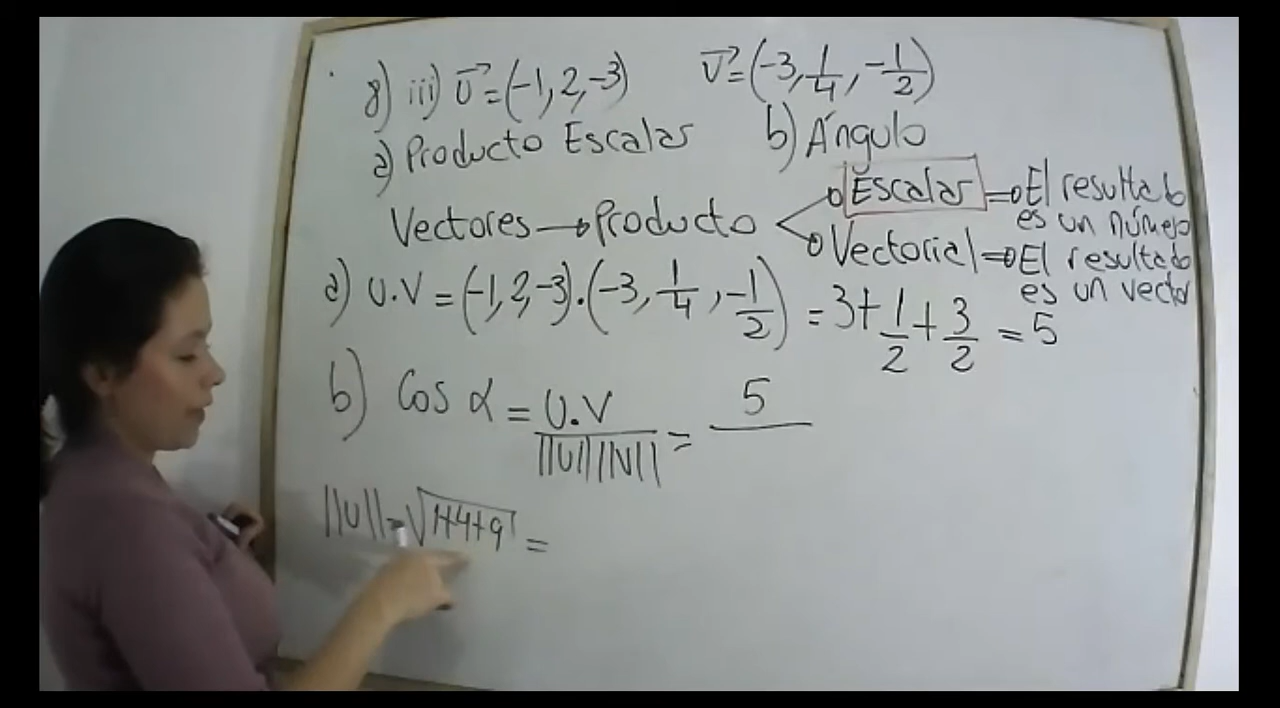 8) iii) U⃗=(-1,2,-3) V⃗=(-3,1/4,-1/2)
a) Producto Escalar b) Ángulo
Vectores → Producto
Escalar ⇒ El resultado
es un número
Vectorial ⇒ El resultado
es un vector
a) U.V = (-1,2,-3).(-3,1/4,-1/2) = 3+1/2+3/2 = 5
b) Cos α = U.V/||U|| ||V|| = 5/
||U||=√1+4+9 =